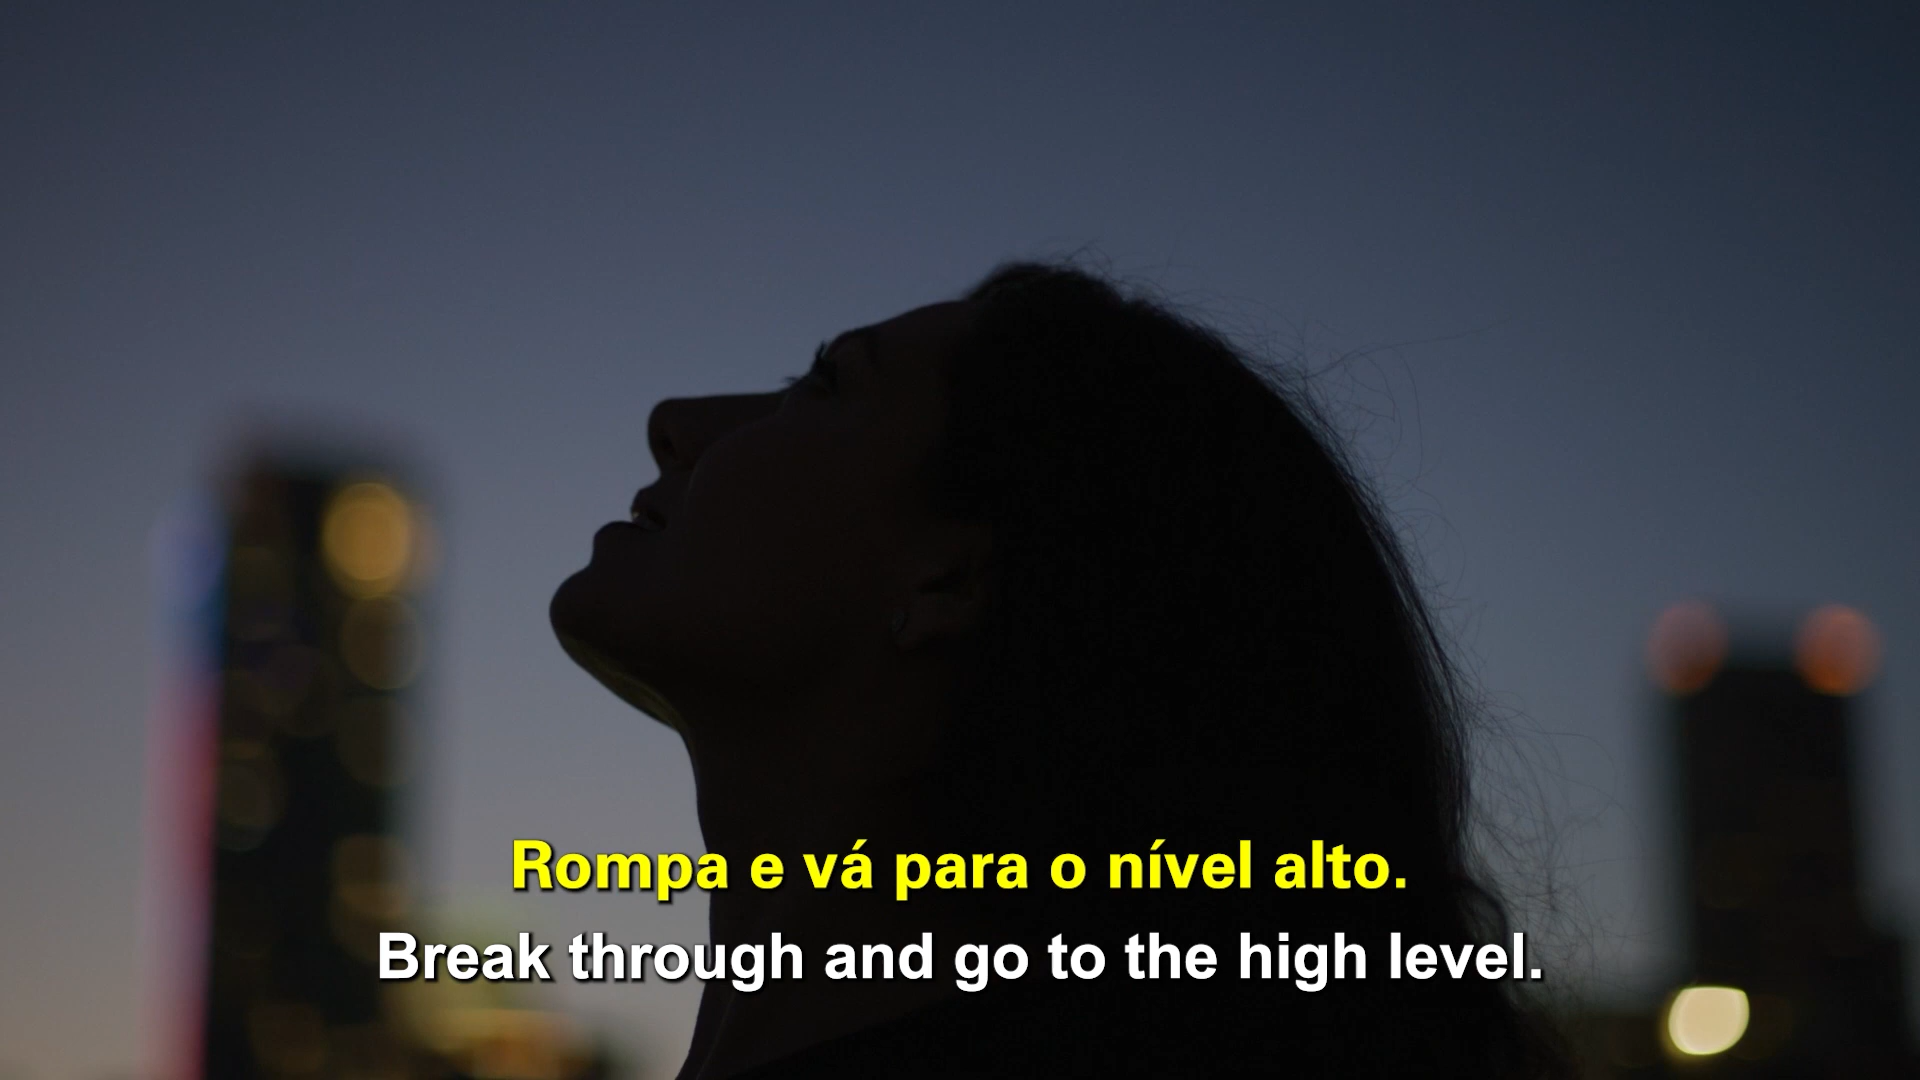 Rompa e vá para o nível alto.
Break through and go to the high level.